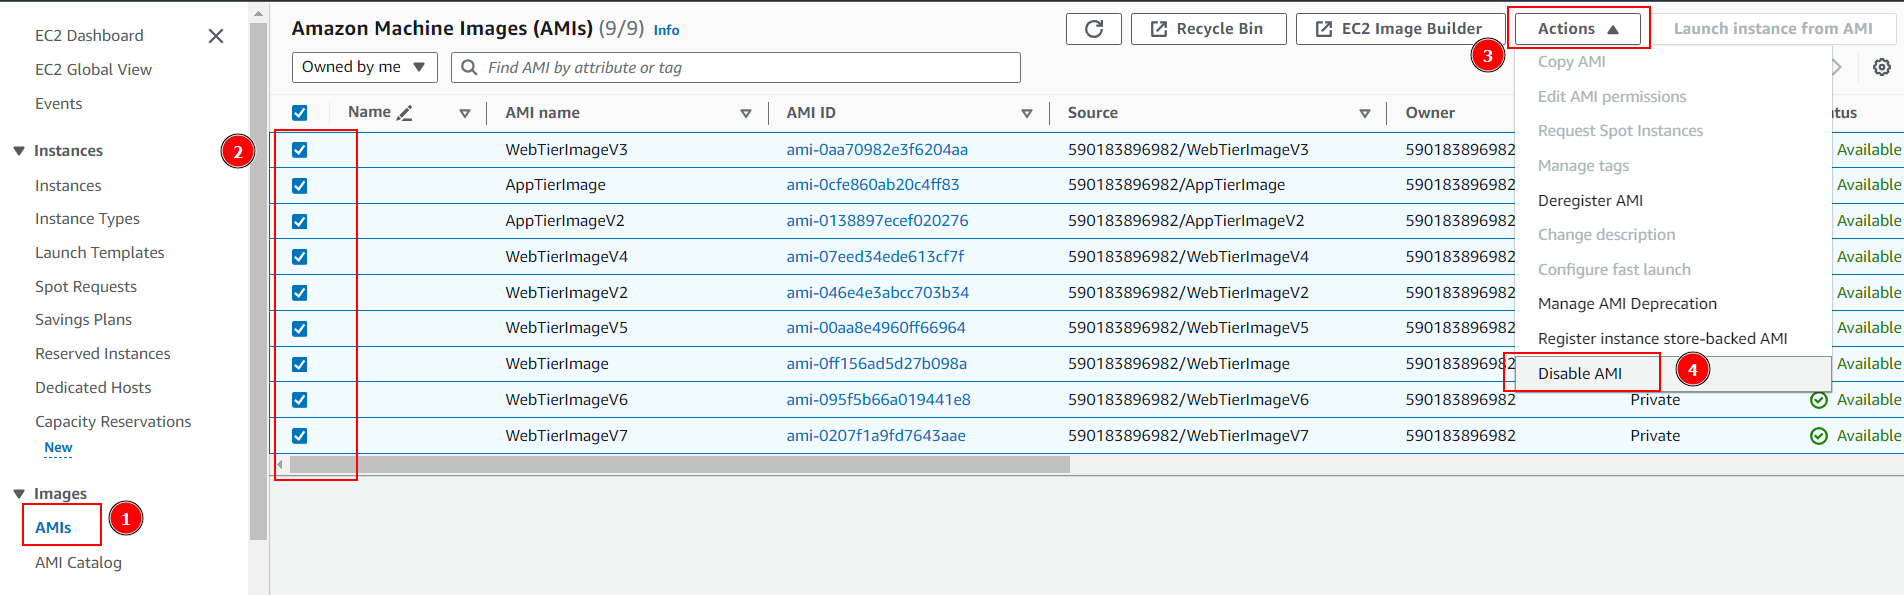 EC2 Dashboard
EC2 Global View
Events
Instances
Instances
Instance Types
Launch Templates
Spot Requests
Savings Plans
Reserved Instances
Dedicated Hosts
Capacity Reservations
New
Images
AMIs
1
AMI Catalog
Amazon Machine Images (AMIs) (9/9) Info
Recycle Bin
EC2 Image Builder
Actions
Launch instance from AMI
3
Owned by me
Find AMI by attribute or tag
Name AMI name AMI ID Source Owner tus
2
WebTierImageV3 ami-0aa70982e3f6204aa 590183896982/WebTierImageV3 590183896982 Available
AppTierImage ami-0cfe860ab20c4ff83 590183896982/AppTierImage 590183896982 Available
AppTierImageV2 ami-0138897ecef020276 590183896982/AppTierImageV2 590183896982 Available
WebTierImageV4 ami-07eed34ede613cf7f 590183896982/WebTierImageV4 590183896982 Available
WebTierImageV2 ami-046e4e3abcc703b34 590183896982/WebTierImageV2 590183896982 Available
WebTierImageV5 ami-00aa8e4960ff66964 590183896982/WebTierImageV5 590183896982 Available
WebTierImage ami-0ff156ad5d27b098a 590183896982/WebTierImage 590183896982 Available
WebTierImageV6 ami-095f5b66a019441e8 590183896982/WebTierImageV6 590183896982 Private Available
WebTierImageV7 ami-0207f1a9fd7643aae 590183896982/WebTierImageV7 590183896982 Private Available
Copy AMI
Edit AMI permissions
Request Spot Instances
Manage tags
Deregister AMI
Change description
Configure fast launch
Manage AMI Deprecation
Register instance store-backed AMI
Disable AMI
4